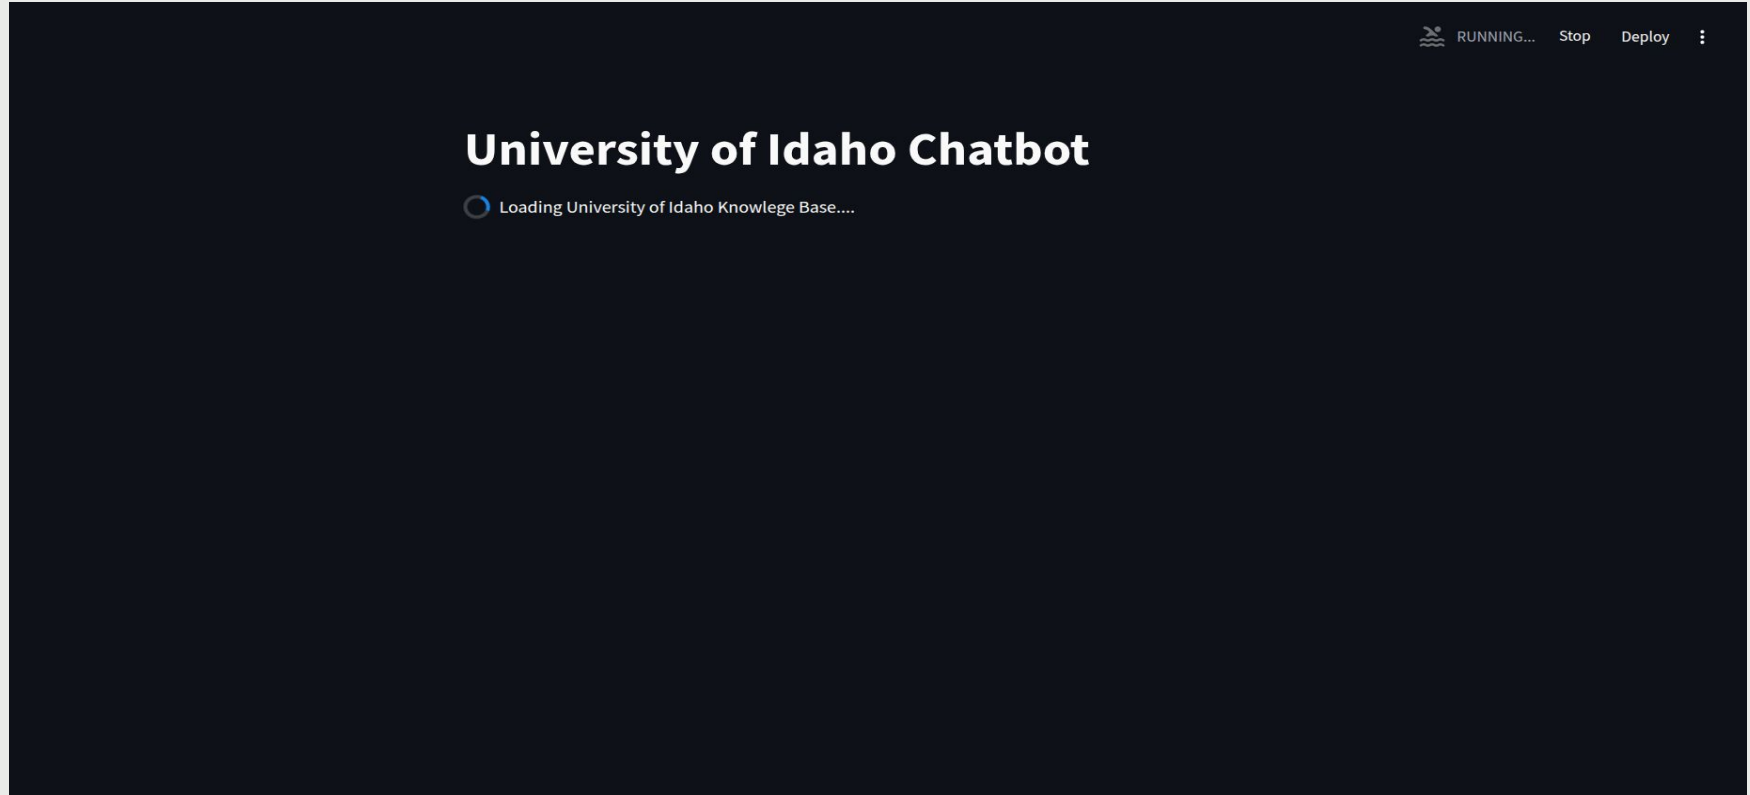 RUNNING... Stop Deploy
University of Idaho Chatbot
Loading University of Idaho Knowlege Base....